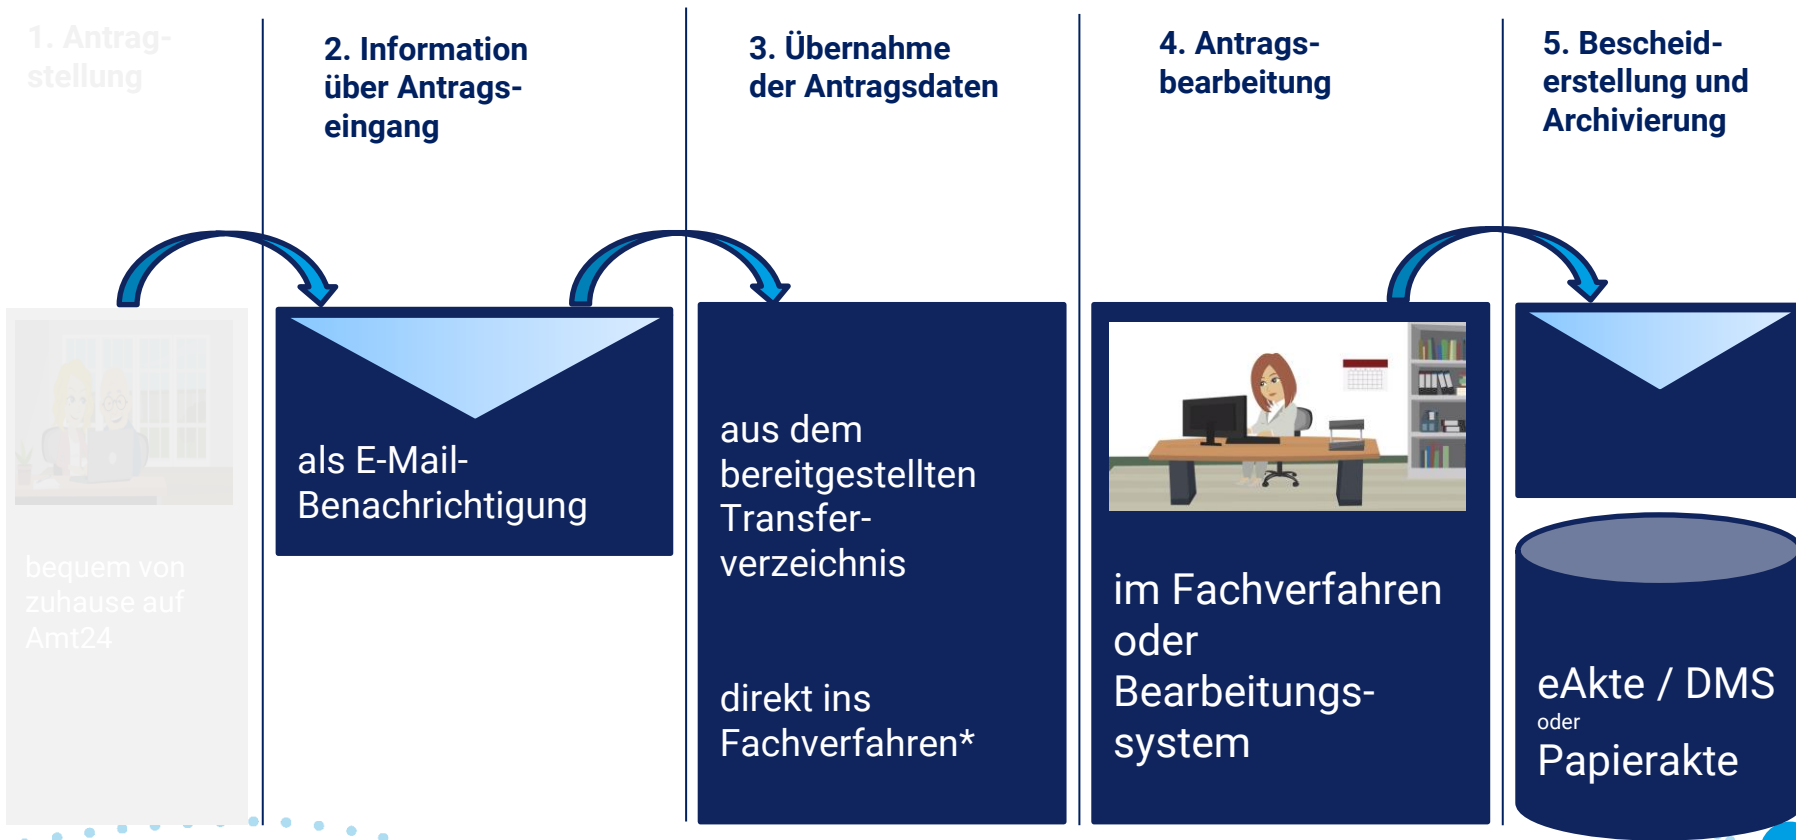 1. Antrag-
stellung
2. Information
über Antrags-
eingang
3. Übernahme
der Antragsdaten
4. Antrags-
bearbeitung
5. Bescheid-
erstellung und
Archivierung
bequem von
zuhause auf
Amt24
als E-Mail-
Benachrichtigung
aus dem
bereitgestellten
Transfer-
verzeichnis
direkt ins
Fachverfahren*
im Fachverfahren
oder
Bearbeitungs-
system
eAkte / DMS
oder
Papierakte